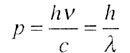 p = hν/c = h/λ